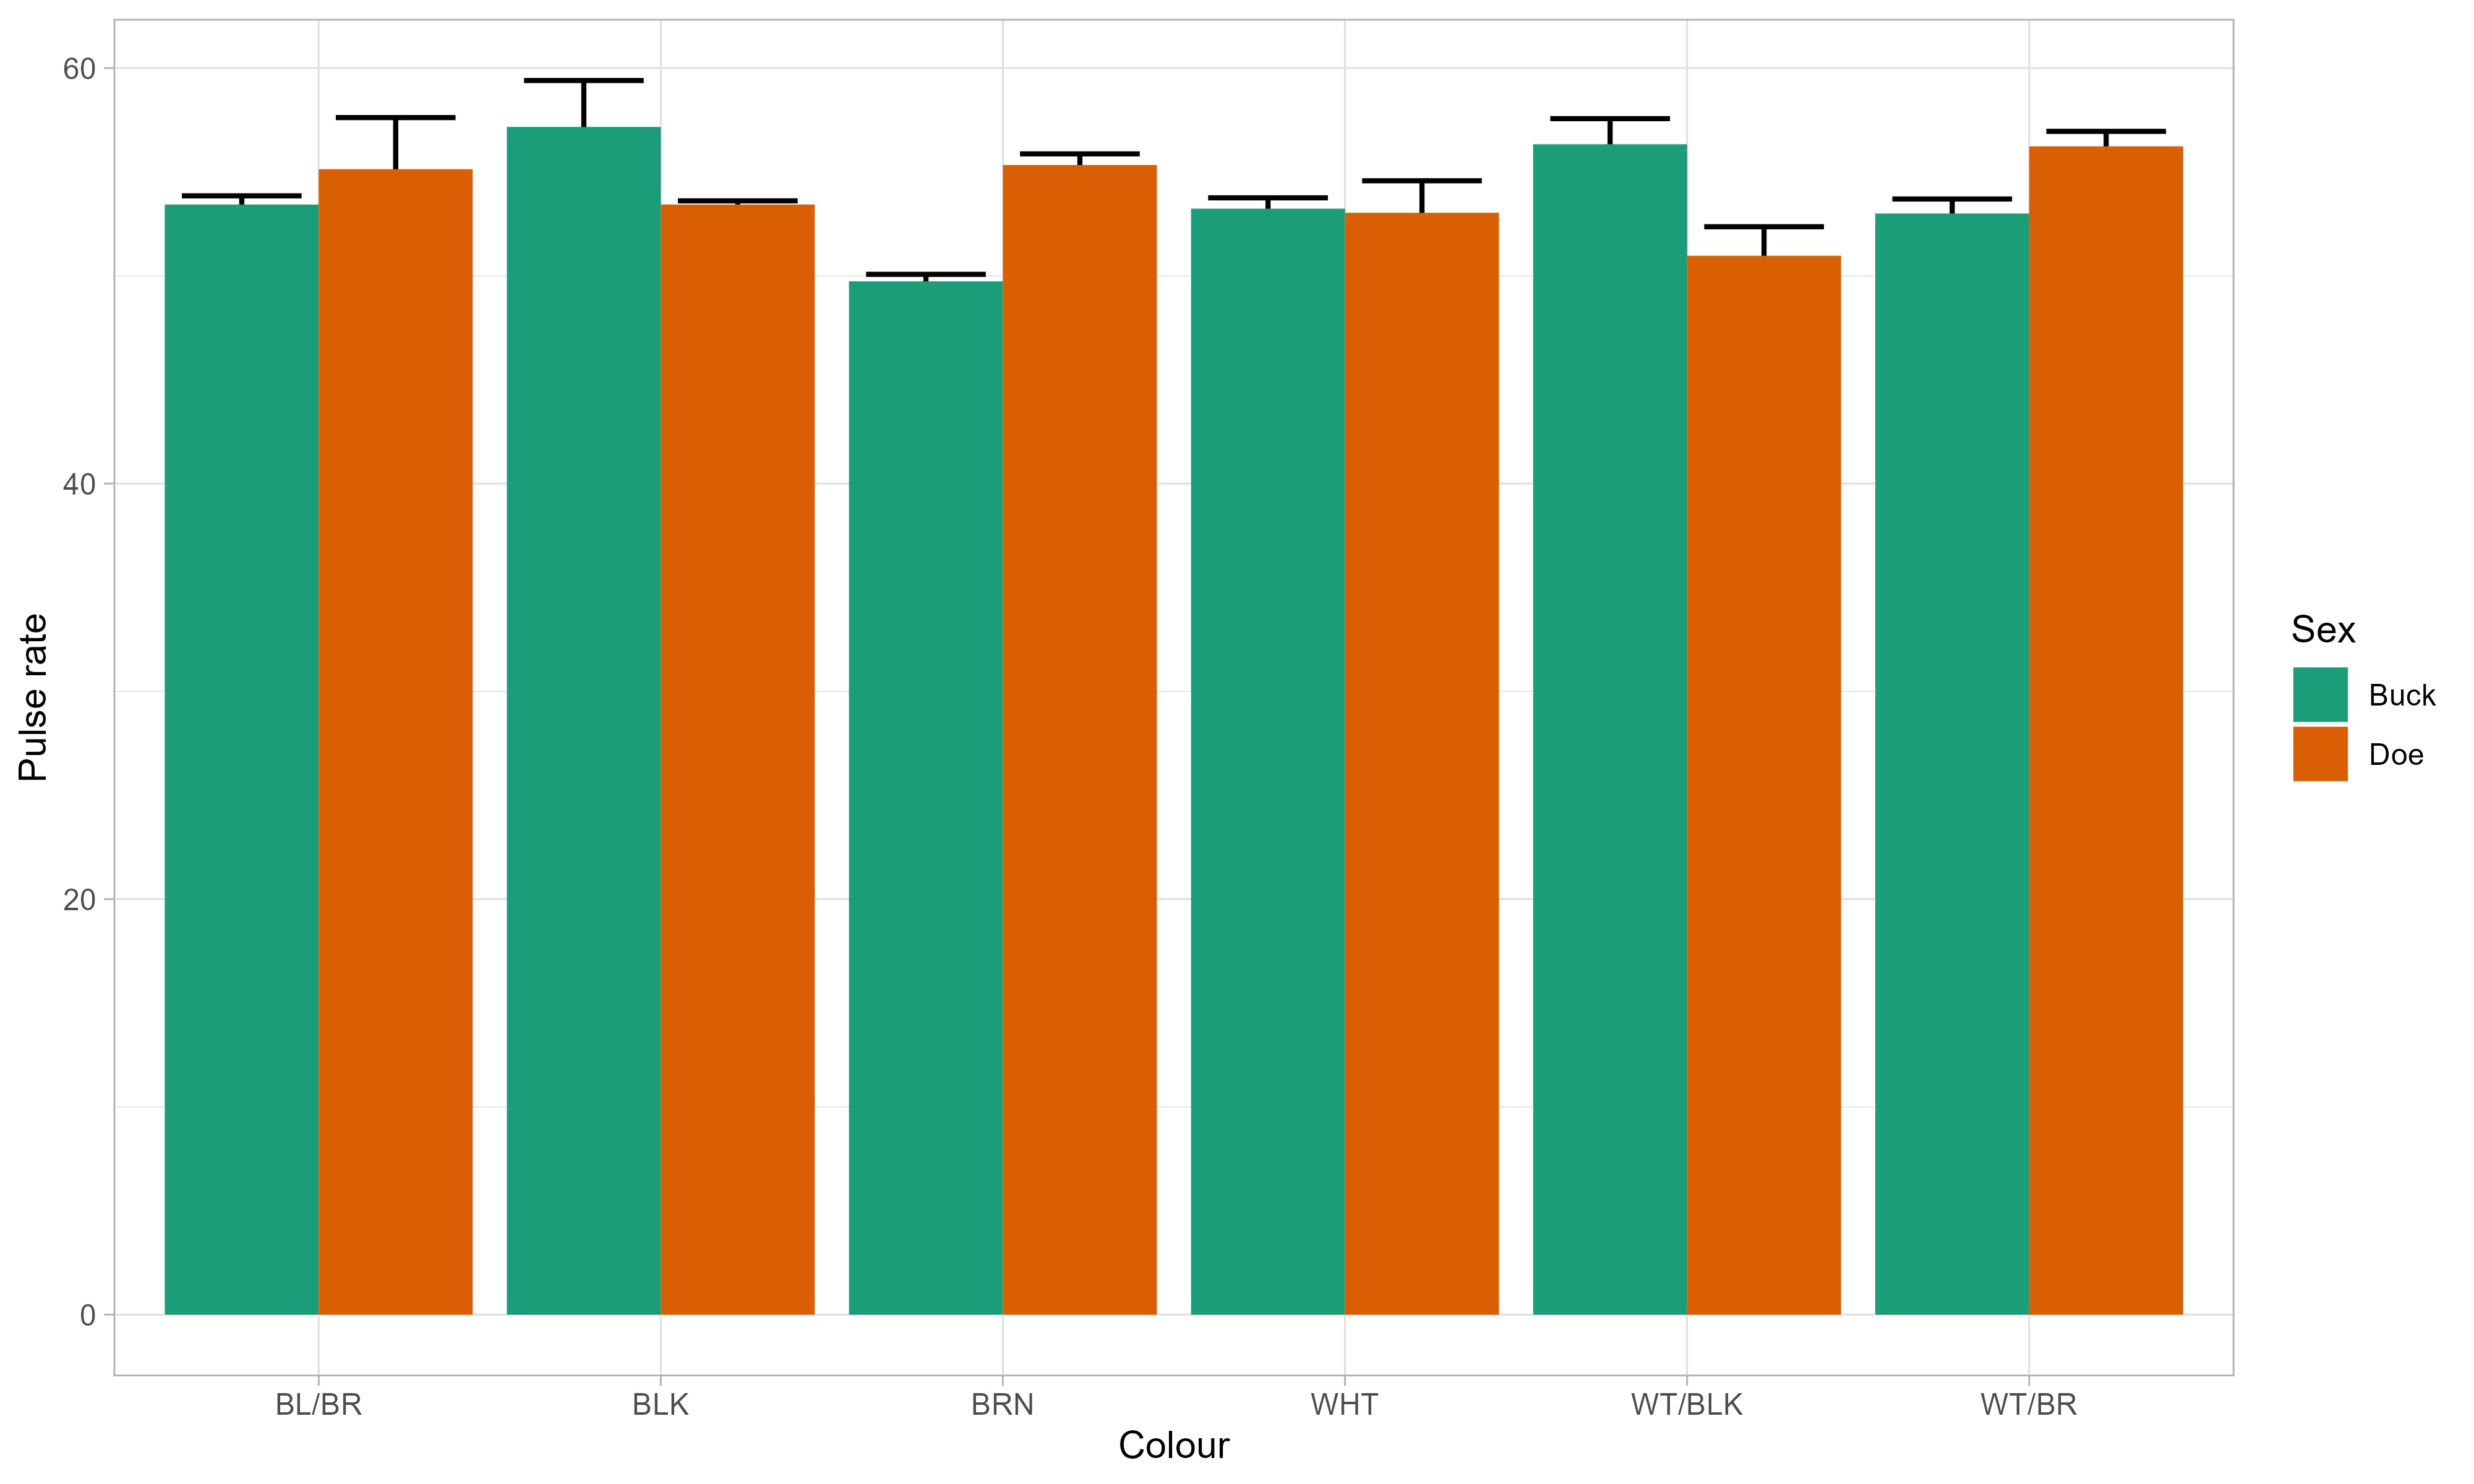 60
40
20
0
Pulse rate
BL/BR
BLK
BRN
WHT
WT/BLK
WT/BR
Colour
Sex
Buck
Doe